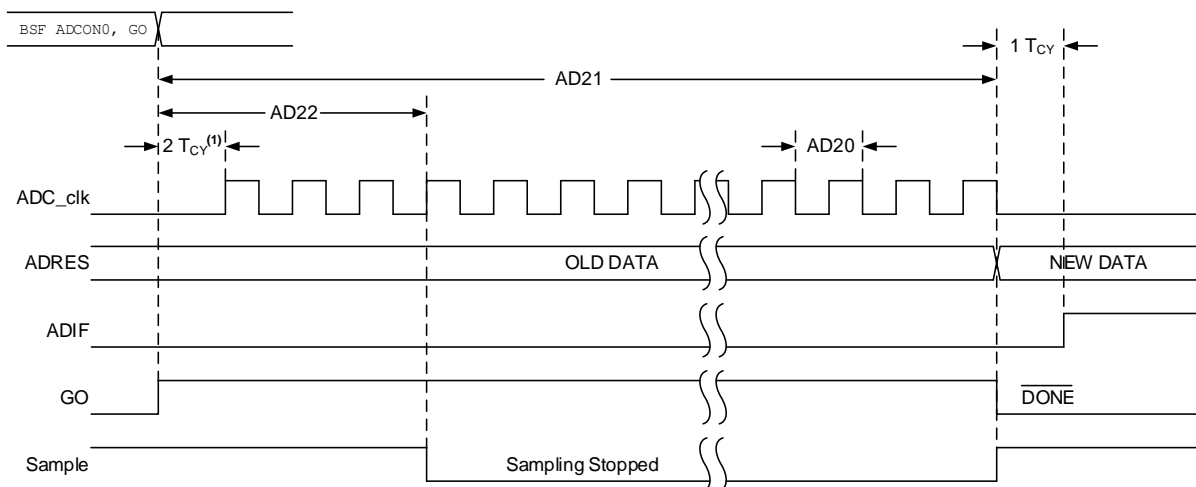 BSF ADCON0, GO
1 TCY
AD21
AD22
2 TCY(1)
AD20
ADC_clk
ADRES
OLD DATA
NEW DATA
ADIF
GO
DONE
Sample
Sampling Stopped